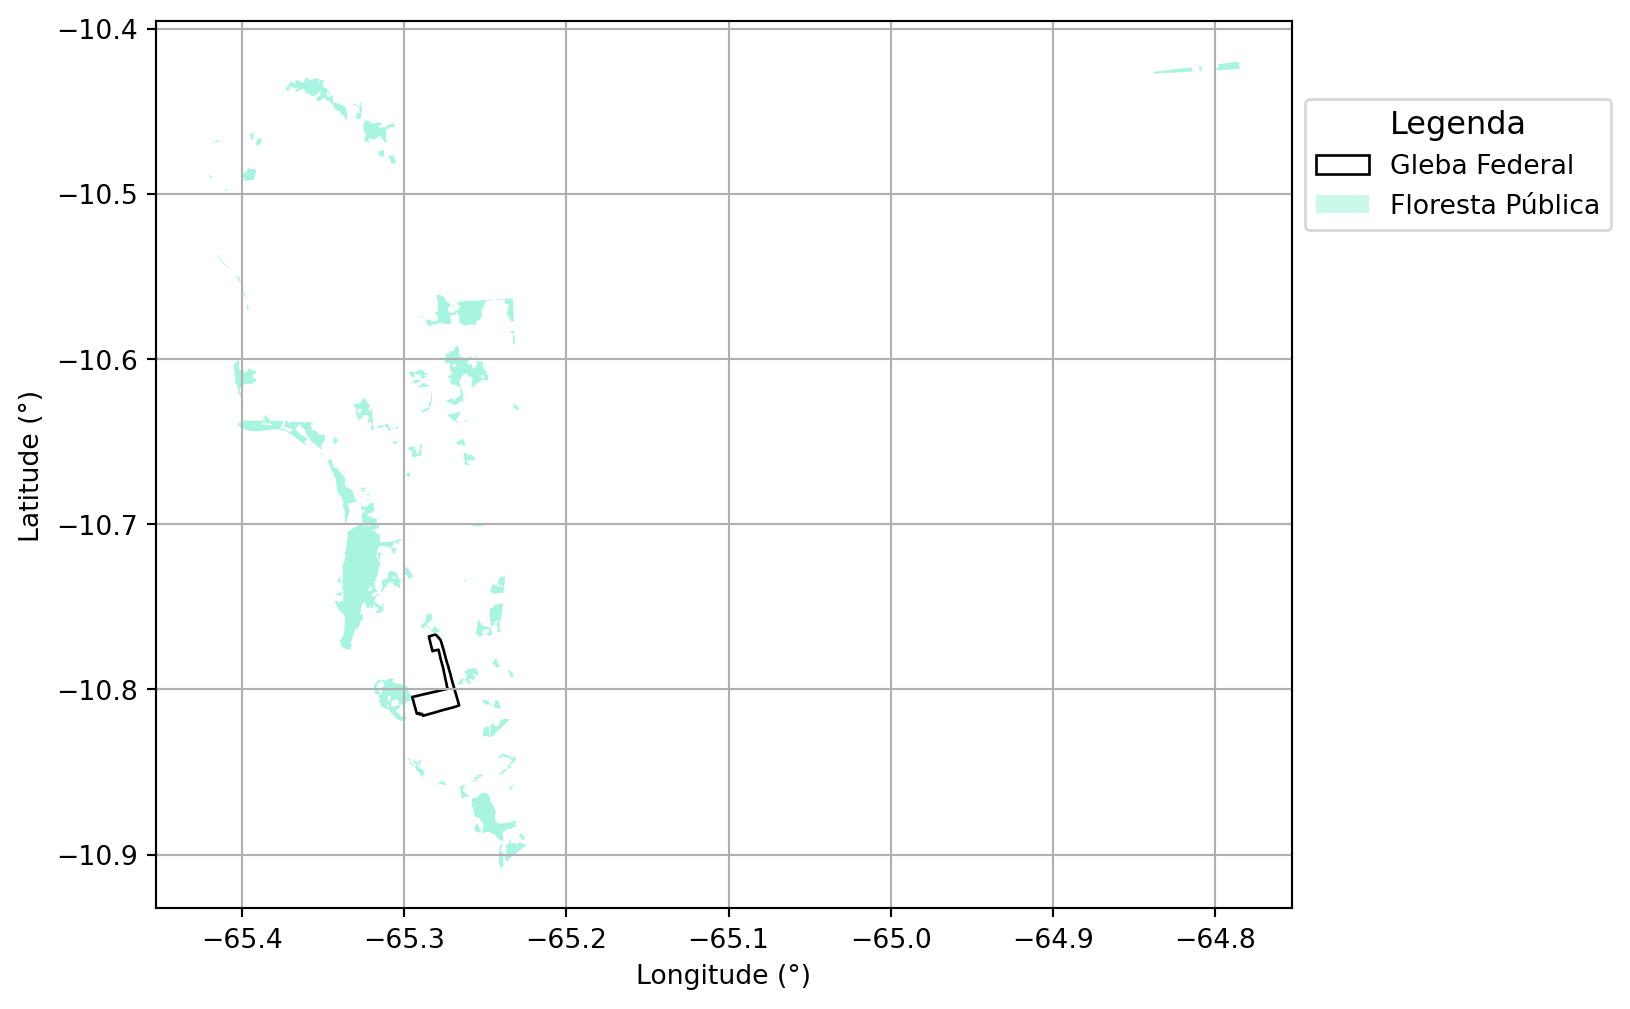 −10.4
−10.5
−10.6
−10.7
−10.8
−10.9
Latitude (°)
−65.4
−65.3
−65.2
−65.1
−65.0
−64.9
−64.8
Longitude (°)
Legenda
Gleba Federal
Floresta Pública